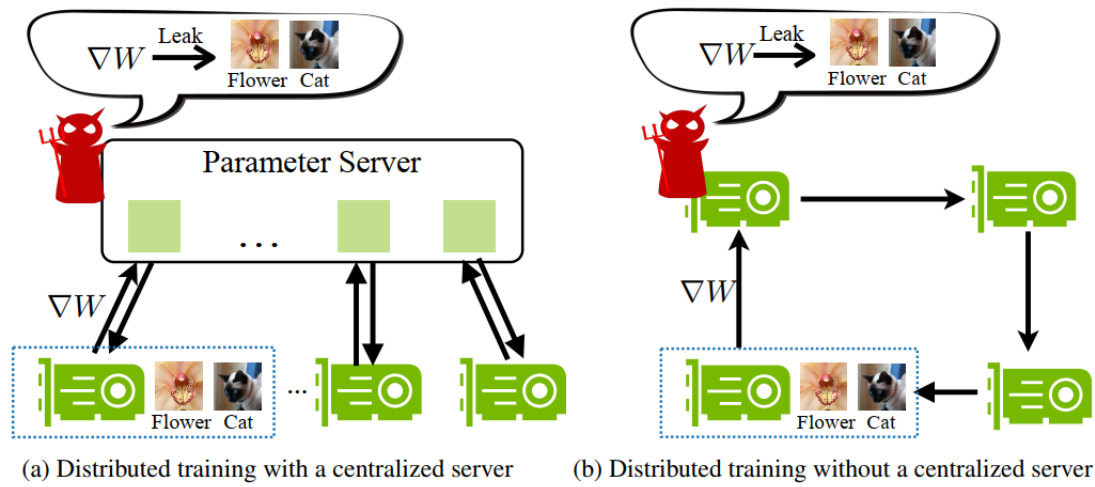 Leak
∇W
Flower Cat
Parameter Server
...
∇W
...
Flower Cat
(a) Distributed training with a centralized server
Leak
∇W
Flower Cat
∇W
Flower Cat
(b) Distributed training without a centralized server